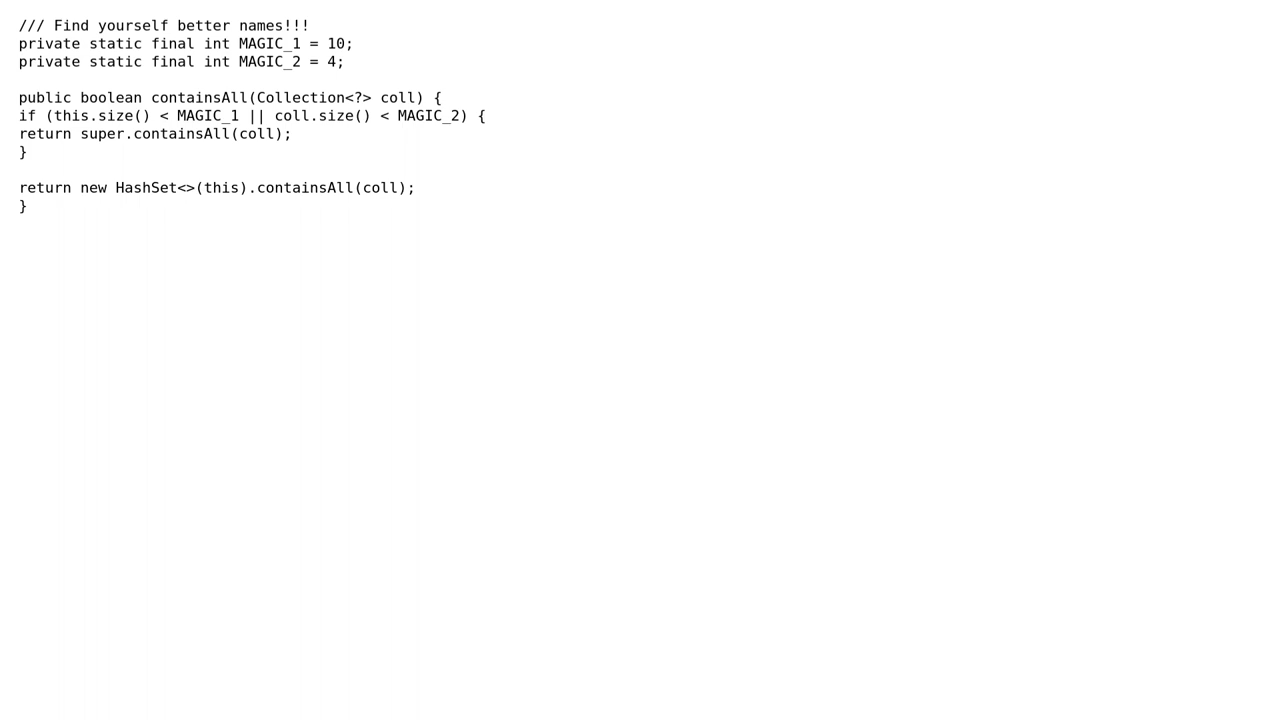 /// Find yourself better names!!!
private static final int MAGIC_1 = 10;
private static final int MAGIC_2 = 4;

public boolean containsAll(Collection<?> coll) {
if (this.size() < MAGIC_1 || coll.size() < MAGIC_2) {
return super.containsAll(coll);
}

return new HashSet<>(this).containsAll(coll);
}